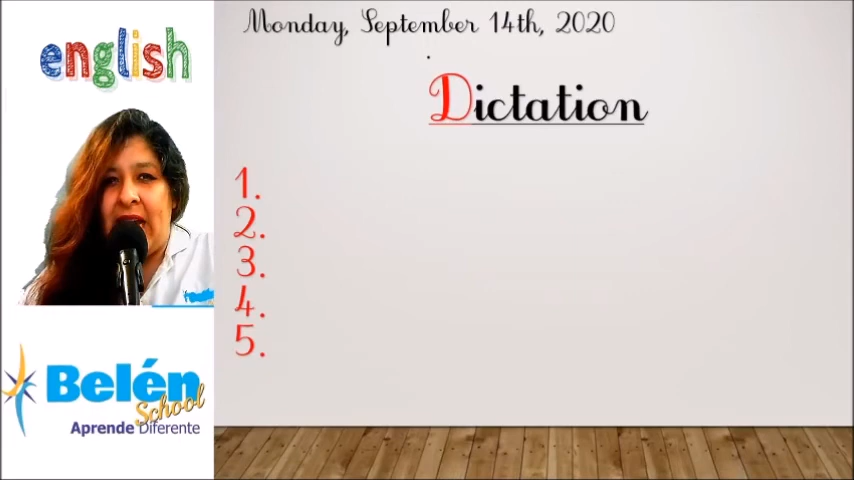 Monday, September 14th, 2020
english
Dictation
1.
2.
3.
4.
5.
Belén
School
Aprende Diferente